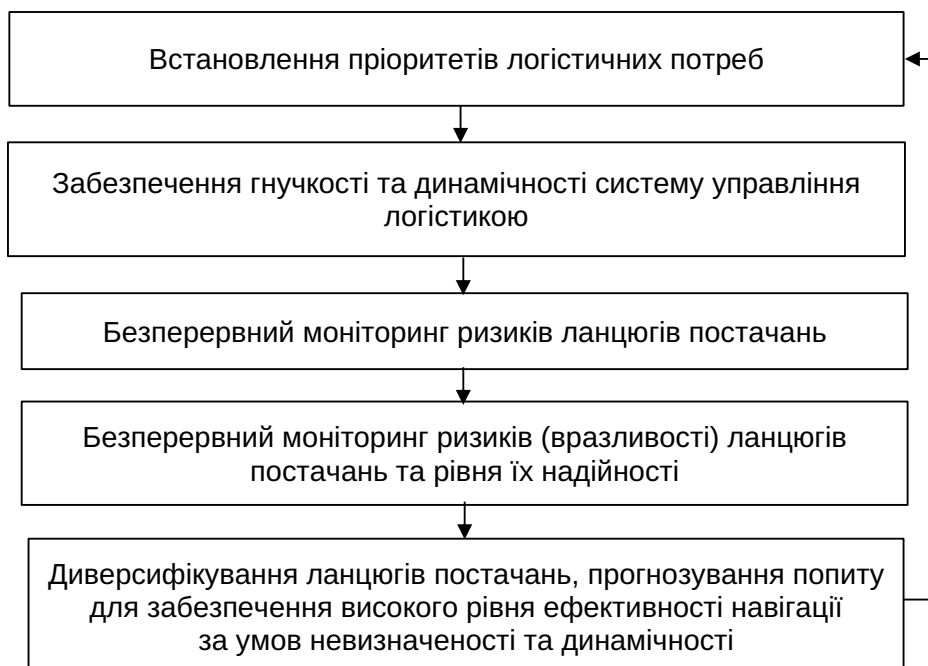 Встановлення пріоритетів логістичних потреб
Забезпечення гнучкості та динамічності систему управління
логістикою
Безперервний моніторинг ризиків ланцюгів постачань
Безперервний моніторинг ризиків (вразливості) ланцюгів
постачань та рівня їх надійності
Диверсифікування ланцюгів постачань, прогнозування попиту
для забезпечення високого рівня ефективності навігації
за умов невизначеності та динамічності